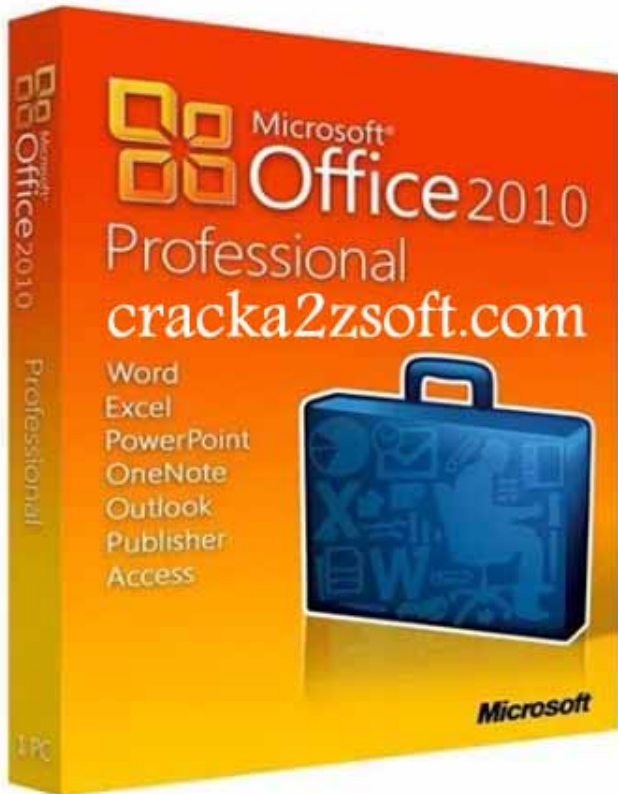 Microsoft®
Office 2010
Professional
cracka2zsoft.com
Word
Excel
PowerPoint
OneNote
Outlook
Publisher
Access
X
W
Microsoft
Microsoft
Office 2010
Professional
1 PC